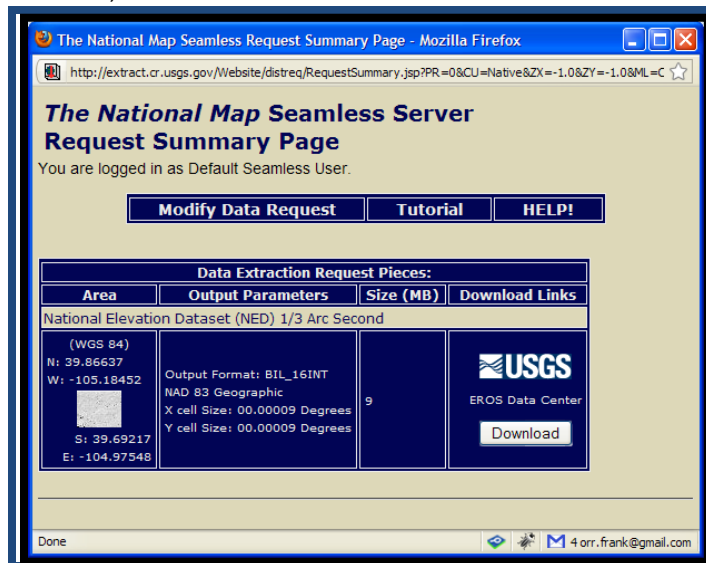 The National Map Seamless Request Summary Page - Mozilla Firefox
http://extract.cr.usgs.gov/Website/distreq/RequestSummary.jsp?PR=0&CU=Native&ZX=-1.0&ZY=-1.0&ML=C
The National Map Seamless Server
Request Summary Page
You are logged in as Default Seamless User.
Modify Data Request Tutorial HELP!
Data Extraction Request Pieces:
Area Output Parameters Size (MB) Download Links
National Elevation Dataset (NED) 1/3 Arc Second
(WGS 84)
N: 39.86637
W: -105.18452
S: 39.69217
E: -104.97548
Output Format: BIL_16INT
NAD 83 Geographic
X cell Size: 00.00009 Degrees
Y cell Size: 00.00009 Degrees
9
USGS
EROS Data Center
Download
Done 4 orr.frank@gmail.com